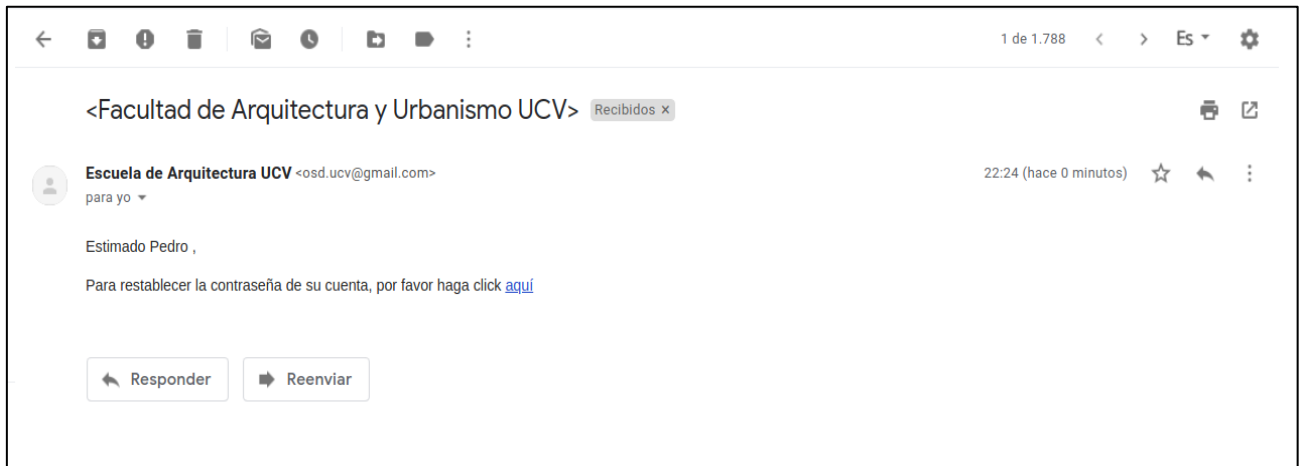 1 de 1.788
Es
<Facultad de Arquitectura y Urbanismo UCV> Recibidos x
Escuela de Arquitectura UCV <osd.ucv@gmail.com> 22:24 (hace 0 minutos)
para yo
Estimado Pedro ,
Para restablecer la contraseña de su cuenta, por favor haga click aquí
Responder
Reenviar